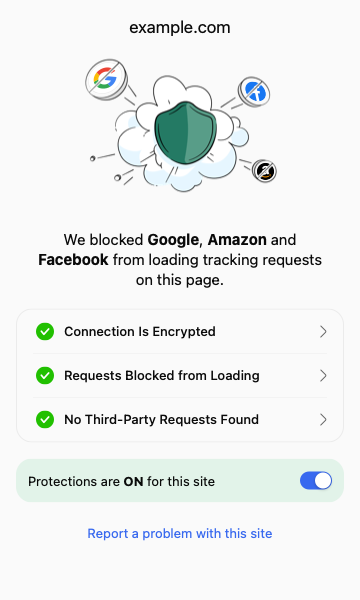 example.com
We blocked Google, Amazon and
Facebook from loading tracking requests
on this page.
Connection Is Encrypted
Requests Blocked from Loading
No Third-Party Requests Found
Protections are ON for this site
Report a problem with this site